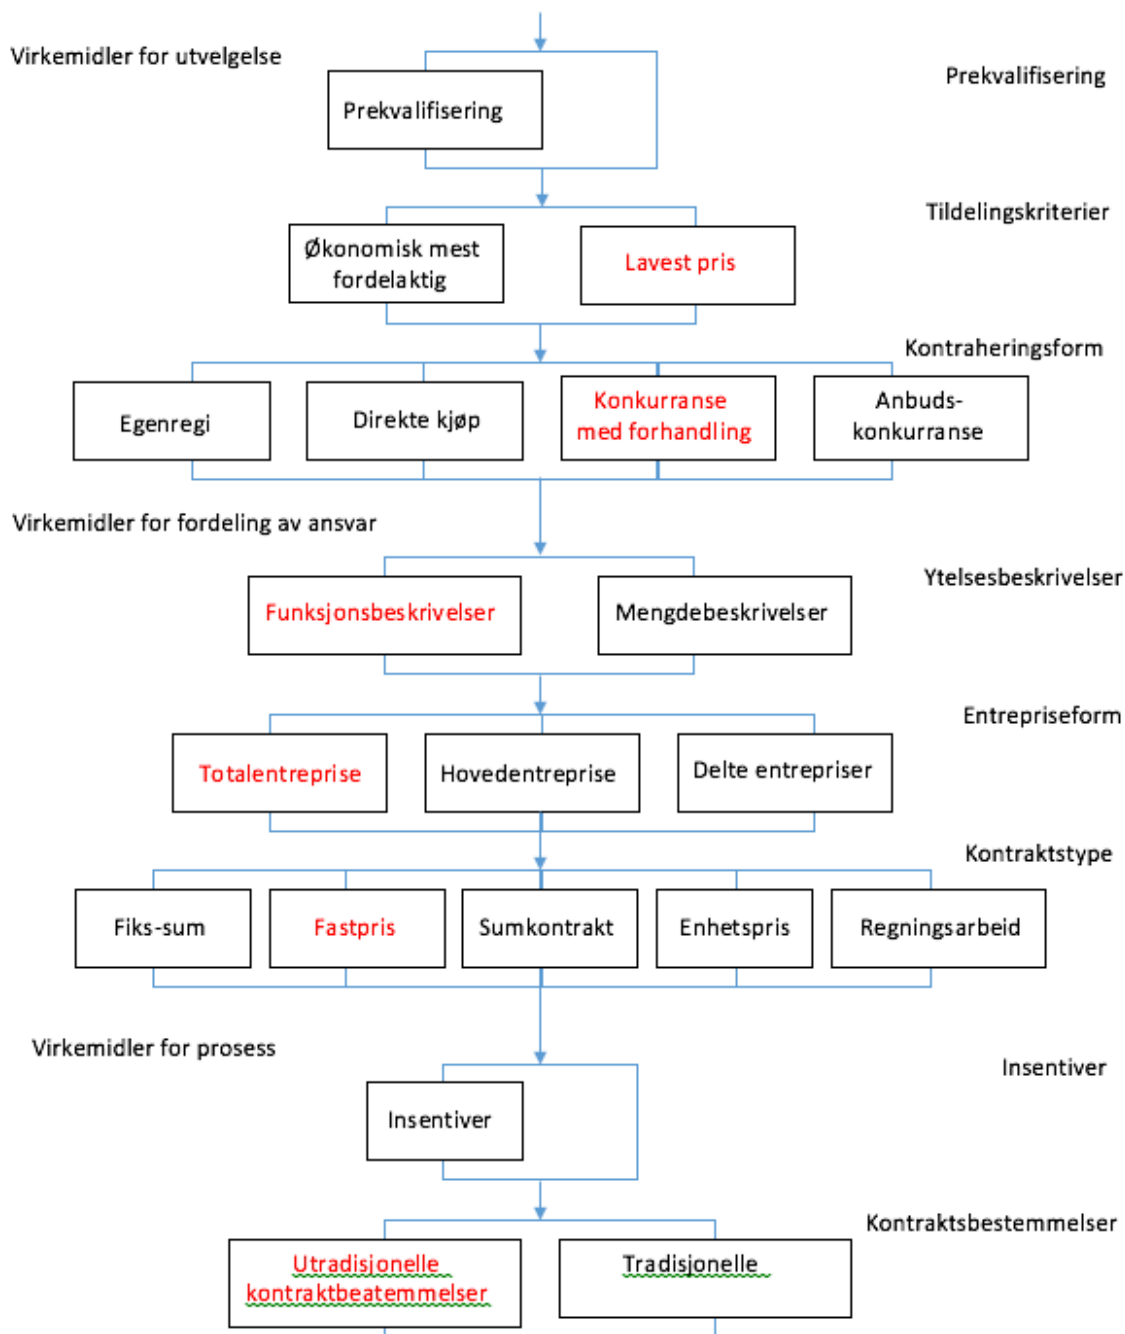 Virkemidler for utvelgelse
Prekvalifisering
Prekvalifisering
Tildelingskriterier
Økonomisk mest
fordelaktig
Lavest pris
Kontraheringsform
Egenregi
Direkte kjøp
Konkurranse
med forhandling
Anbuds-
konkurranse
Virkemidler for fordeling av ansvar
Ytelsesbeskrivelser
Funksjonsbeskrivelser
Mengdebeskrivelser
Entrepriseform
Totalentreprise
Hovedentreprise
Delte entrepriser
Kontraktstype
Fiks-sum
Fastpris
Sumkontrakt
Enhetspris
Regningsarbeid
Virkemidler for prosess
Insentiver
Insentiver
Kontraktsbestemmelser
Utradisjonelle
kontraktbeatemmelser
Tradisjonelle